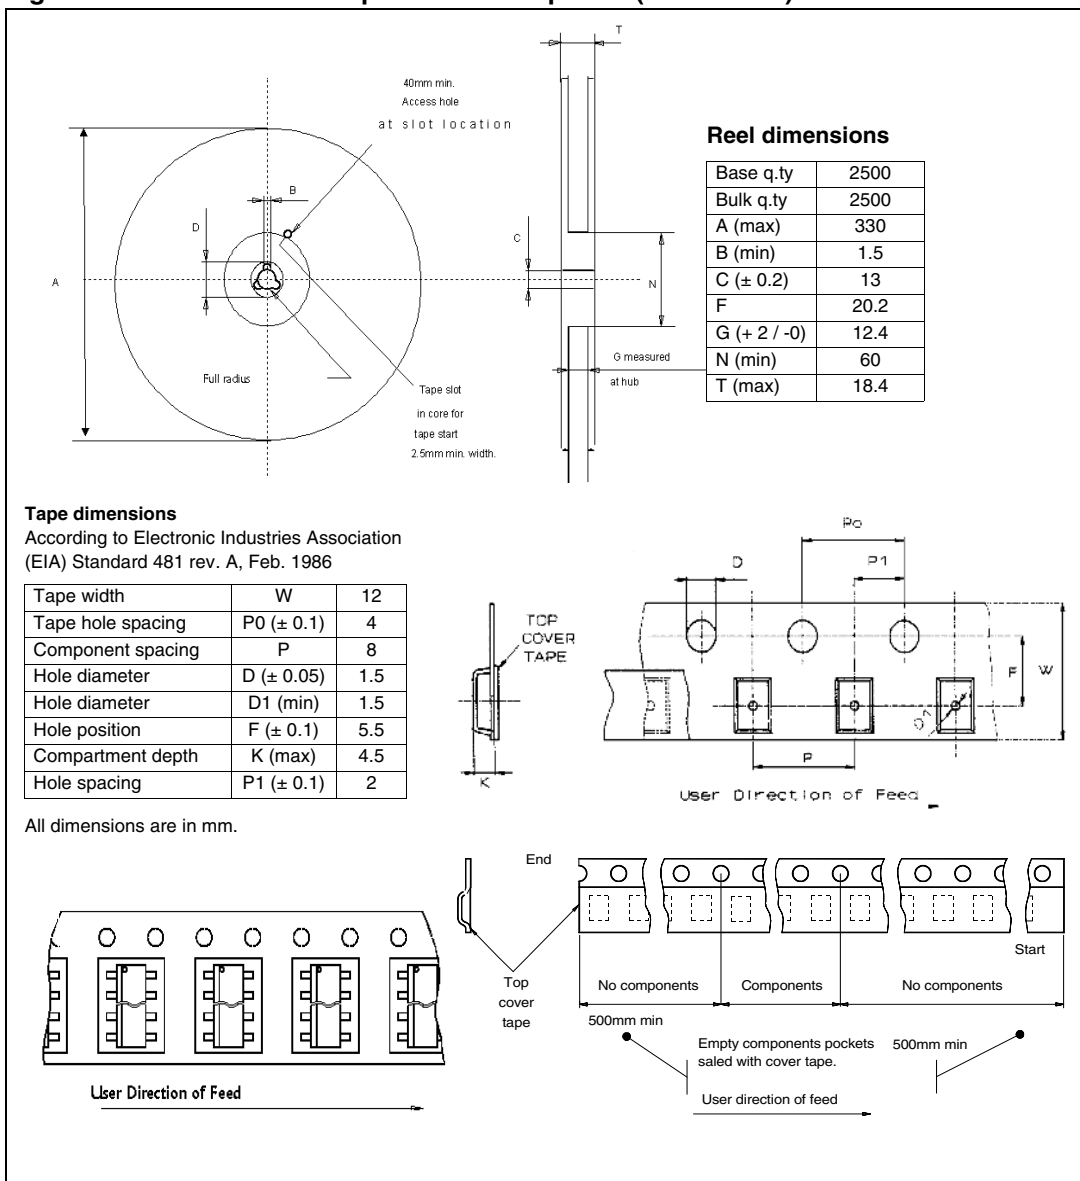 T
40mm min.
Access hole
at slot location
B
D
A
C
N
Full radius
Tape slot
in core for
tape start
2.5mm min. width.
G measured
at hub
Reel dimensions
Base q.ty 2500
Bulk q.ty 2500
A (max) 330
B (min) 1.5
C (± 0.2) 13
F 20.2
G (+ 2 / -0) 12.4
N (min) 60
T (max) 18.4
Tape dimensions
According to Electronic Industries Association
(EIA) Standard 481 rev. A, Feb. 1986
Tape width W 12
Tape hole spacing P0 (± 0.1) 4
Component spacing P 8
Hole diameter D (± 0.05) 1.5
Hole diameter D1 (min) 1.5
Hole position F (± 0.1) 5.5
Compartment depth K (max) 4.5
Hole spacing P1 (± 0.1) 2
All dimensions are in mm.
Po
D
P1
TOP
COVER
TAPE
F
W
D1
P
K
User Direction of Feed
End
Start
Top
cover
tape
No components
Components
No components
500mm min
Empty components pockets
saled with cover tape.
500mm min
User direction of feed
User Direction of Feed